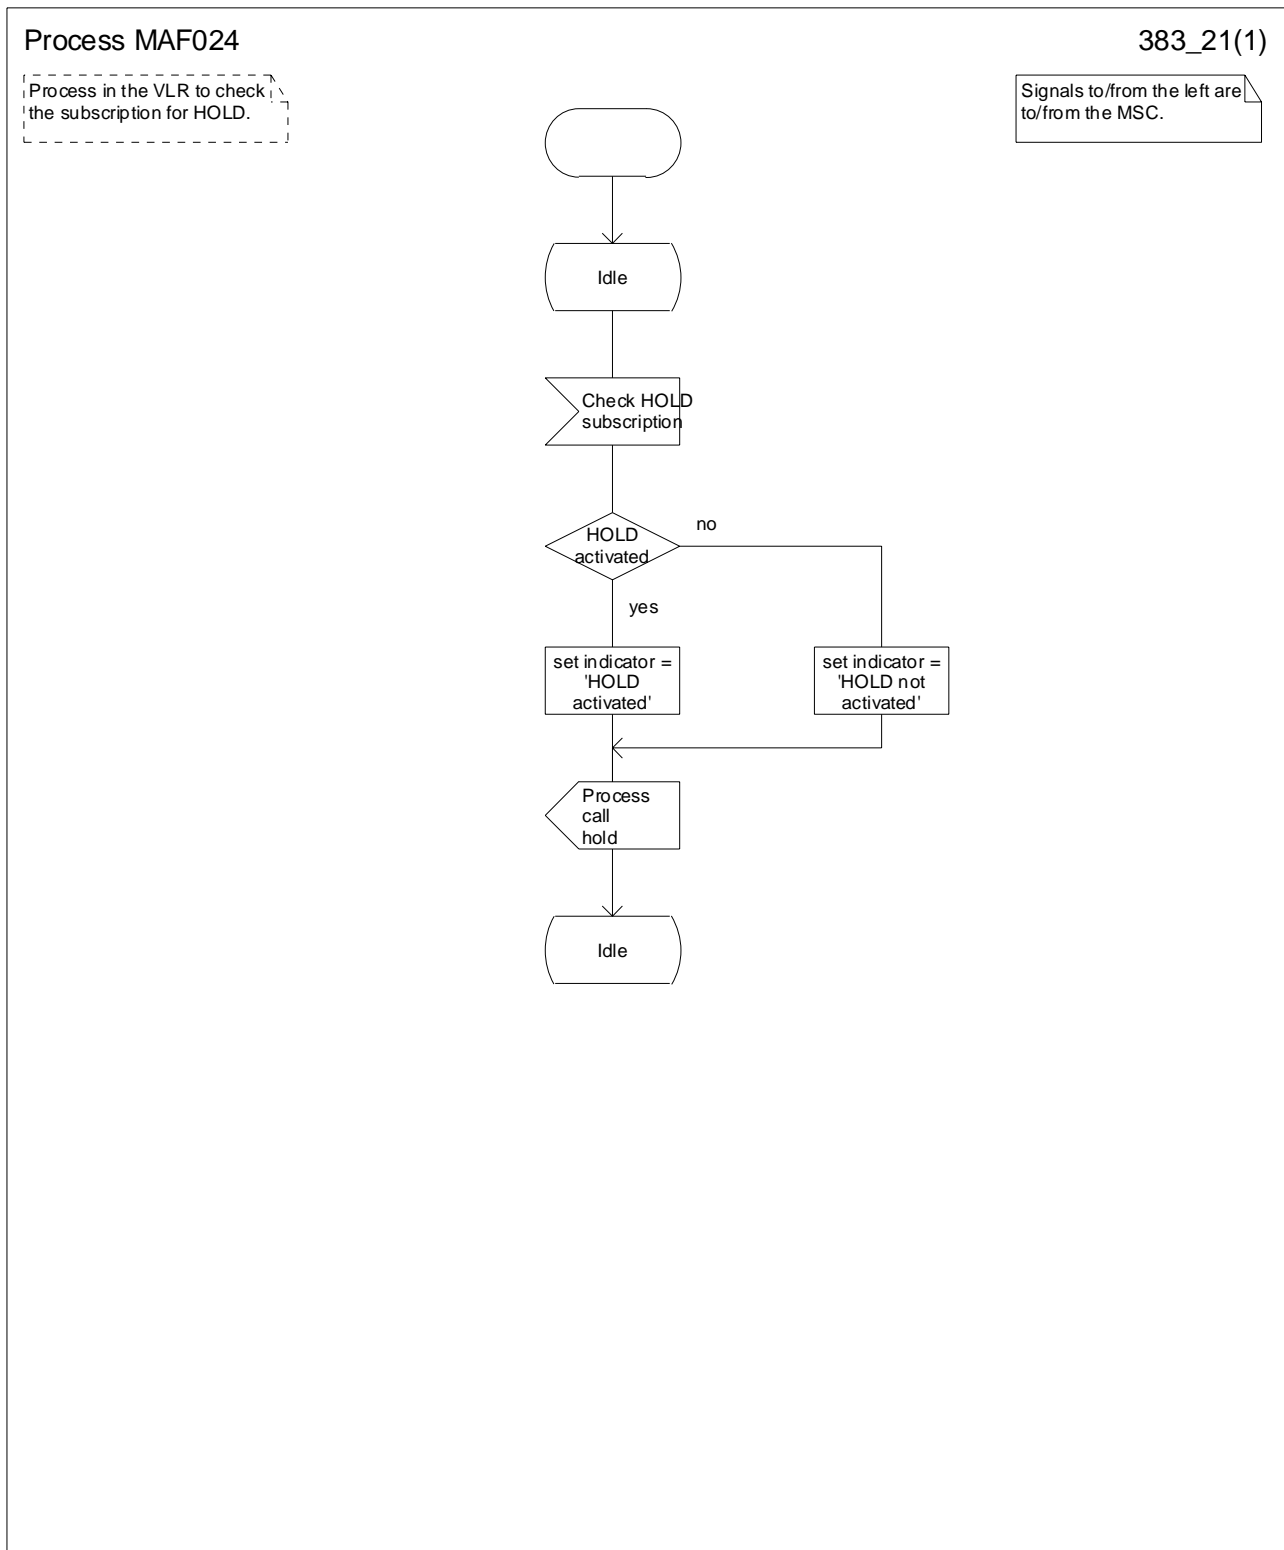 Process MAF024
383_21(1)
Process in the VLR to check
the subscription for HOLD.
Signals to/from the left are
to/from the MSC.
Idle
Check HOLD
subscription
HOLD
activated
no
yes
set indicator =
'HOLD
activated'
set indicator =
'HOLD not
activated'
Process
call
hold
Idle